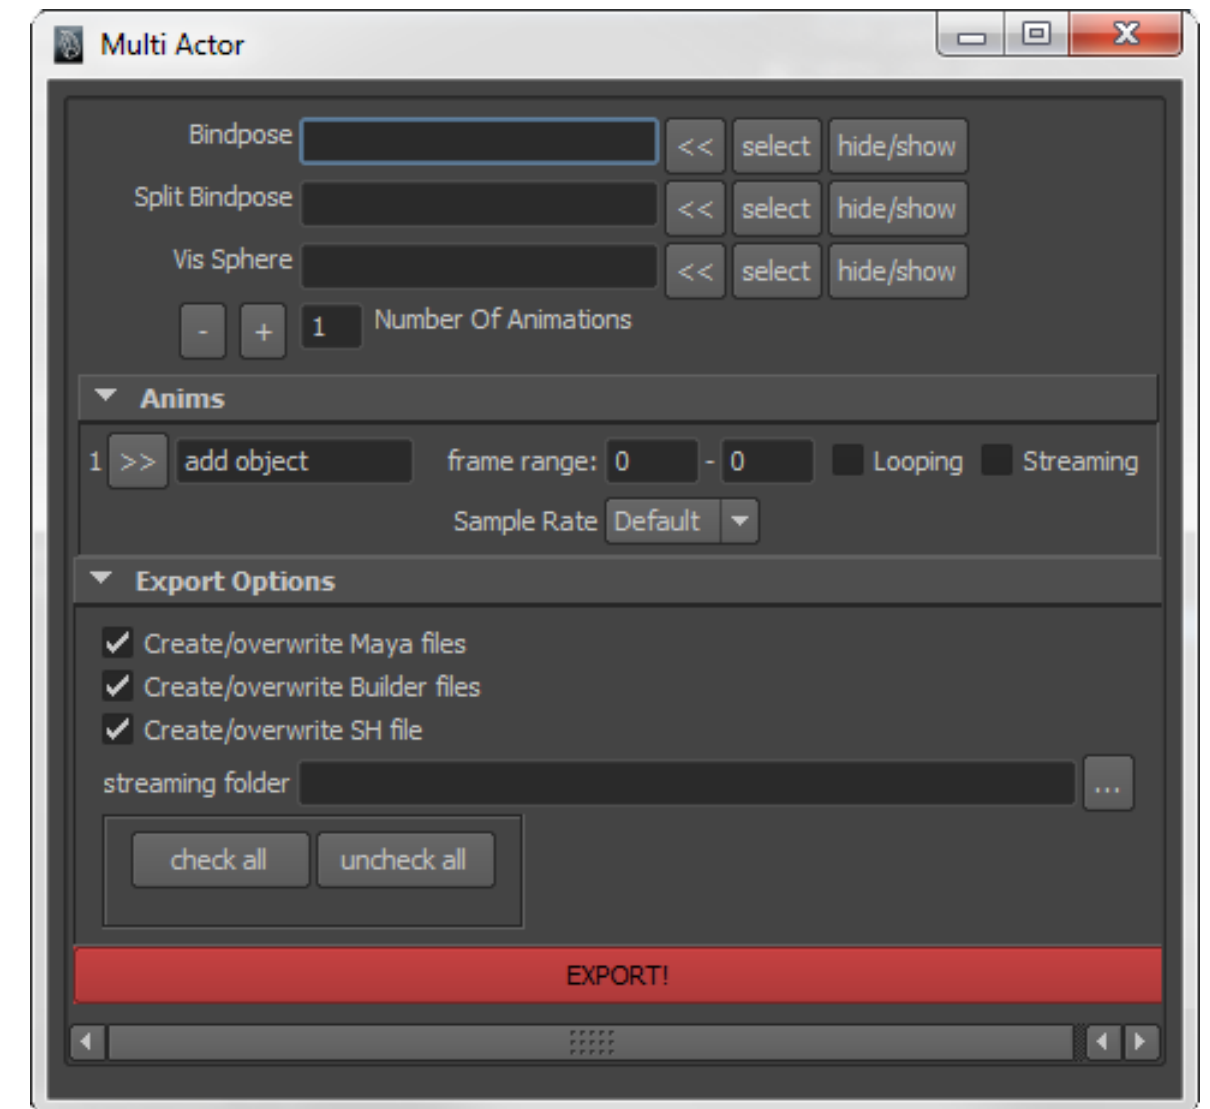 Multi Actor
Bindpose << select hide/show
Split Bindpose << select hide/show
Vis Sphere << select hide/show
- + 1 Number Of Animations
Anims
1 >> add object frame range: 0 - 0 Looping Streaming
Sample Rate Default
Export Options
Create/overwrite Maya files
Create/overwrite Builder files
Create/overwrite SH file
streaming folder ...
check all uncheck all
EXPORT!